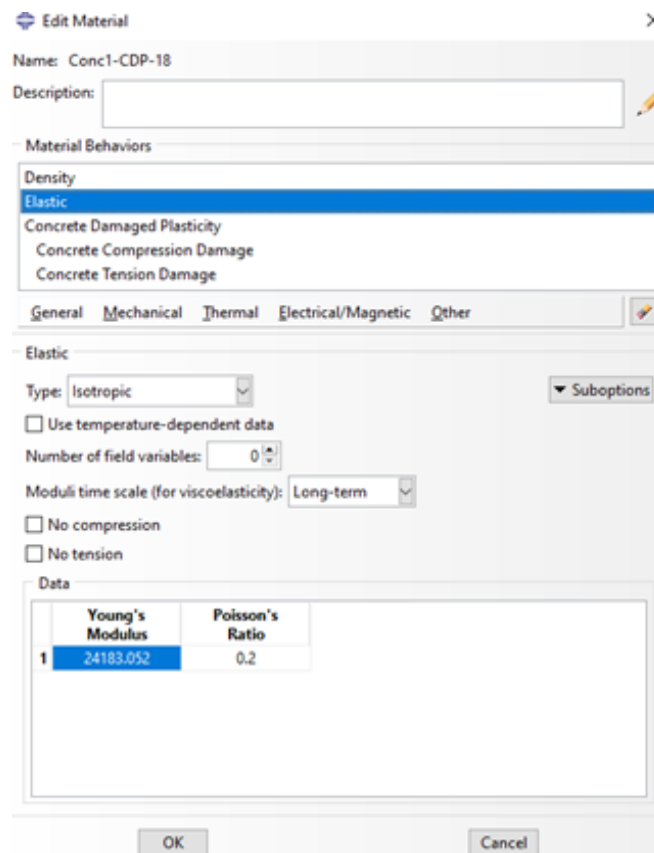 Edit Material
Name: Conc1-CDP-18
Description:
Material Behaviors
Density
Elastic
Concrete Damaged Plasticity
Concrete Compression Damage
Concrete Tension Damage
General Mechanical Thermal Electrical/Magnetic Other
Elastic
Type: Isotropic
Suboptions
Use temperature-dependent data
Number of field variables: 0
Moduli time scale (for viscoelasticity): Long-term
No compression
No tension
Data
Young's Modulus Poisson's Ratio
1 24183.052 0.2
OK Cancel